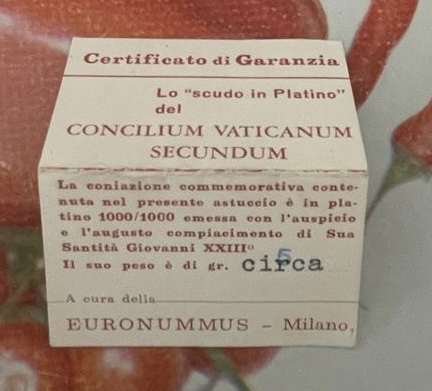 Certificato di Garanzia
Lo "scudo in Platino"
del
CONCILIUM VATICANUM
SECUNDUM
La coniazione commemorativa conte-
nuta nel presente astuccio è in pla-
tino 1000/1000 emessa con l'auspicio
e l'augusto compiacimento di Sua
Santità Giovanni XXIIIº
Il suo peso è di gr. circa 5
A cura della
EURONUMMUS - Milano,